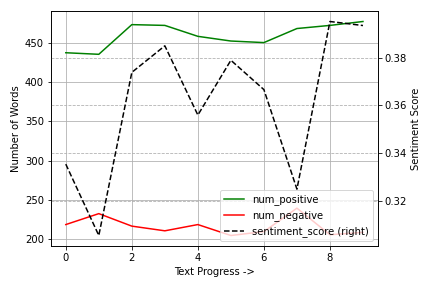 450
400
350
300
250
200
0.38
0.36
0.34
0.32
Number of Words
Sentiment Score
num_positive
num_negative
sentiment_score (right)
0 2 4 6 8
Text Progress ->